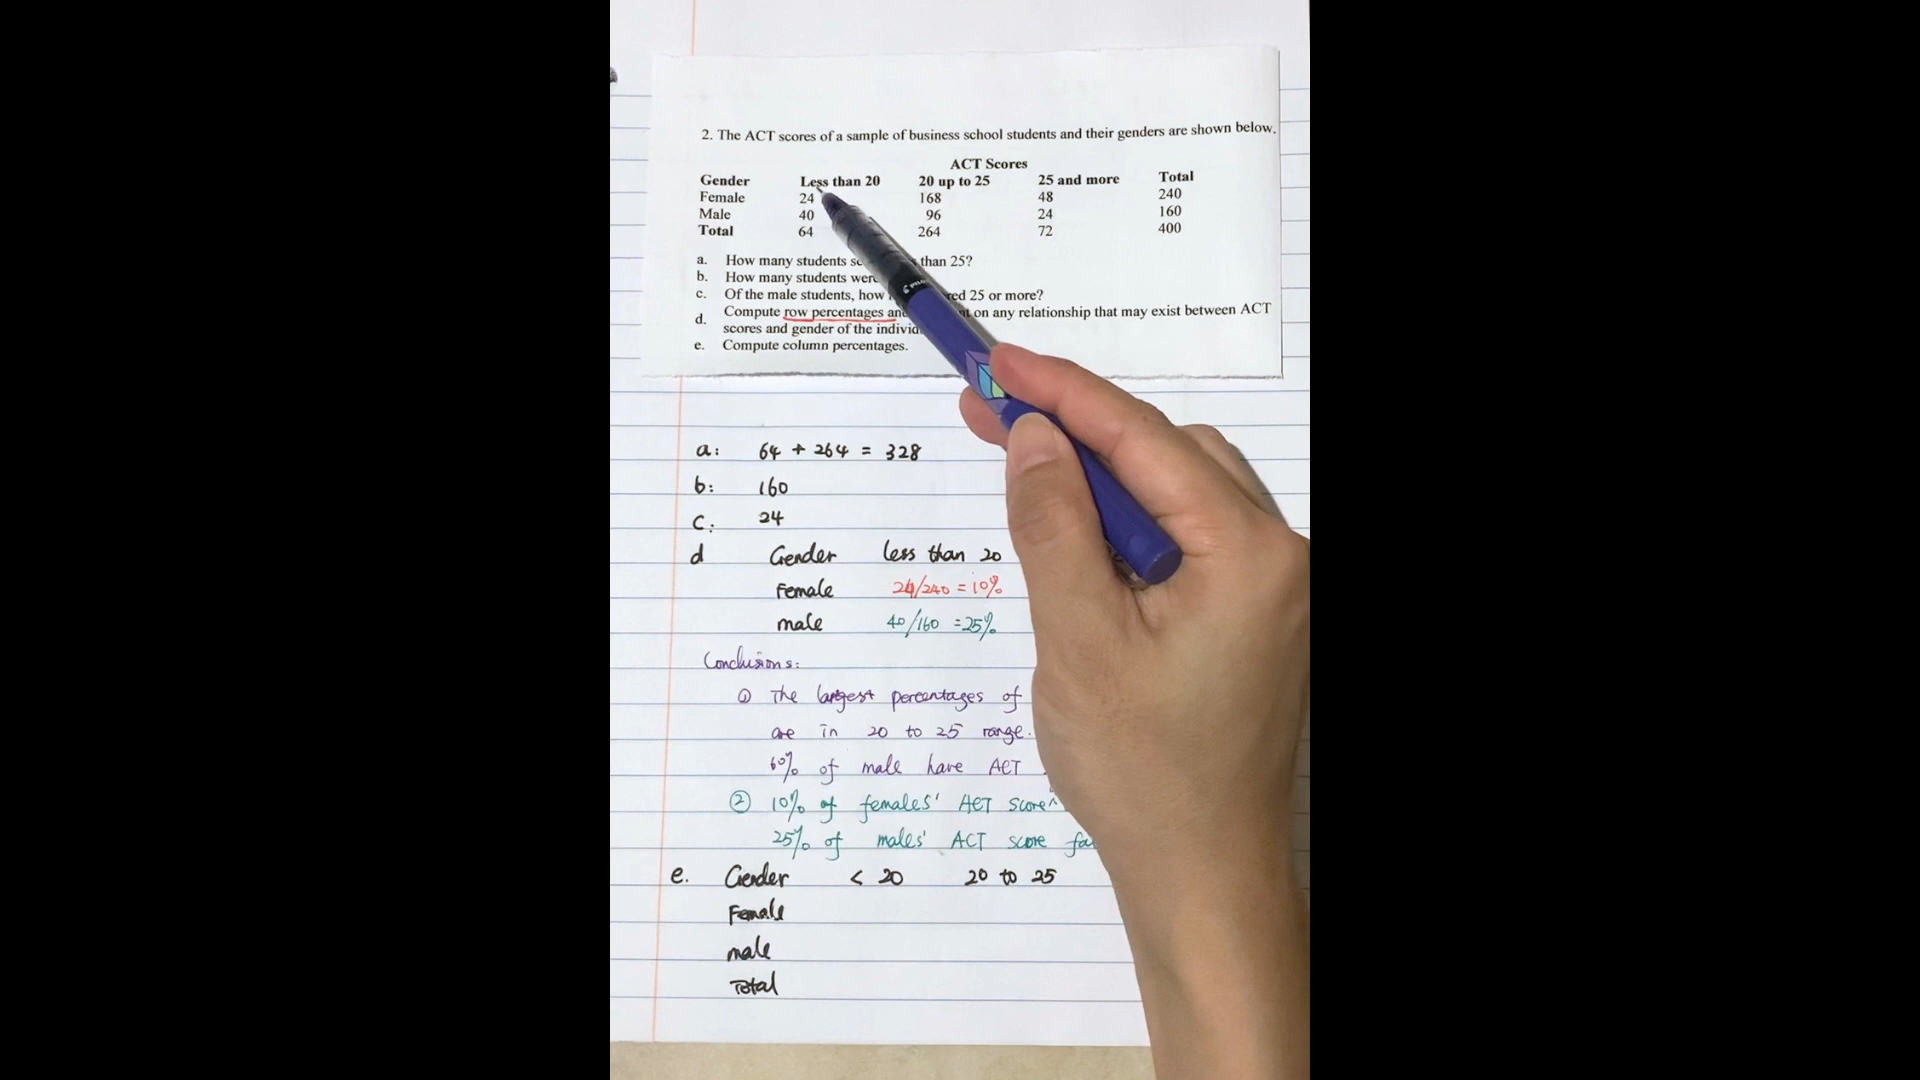 2. The ACT scores of a sample of business school students and their genders are shown below.
ACT Scores
Gender Less than 20 20 up to 25 25 and more Total
Female 24 168 48 240
Male 40 96 24 160
Total 64 264 72 400
a. How many students than 25?
b. How many students were
c. Of the male students, how 25 or more?
d. Compute row percentages on any relationship that may exist between ACT
scores and gender of the
e. Compute column percentages.
a: 64 + 264 = 328
b: 160
C: 24
d Gender less than 20
Female 24/240 = 10%
male 40/160 = 25%
Conclusions:
① The largest percentages of
are in 20 to 25 range.
60% of male have ACT
② 10% of females' ACT score
25% of males' ACT score
e. Gender < 20 20 to 25
Female
male
Total